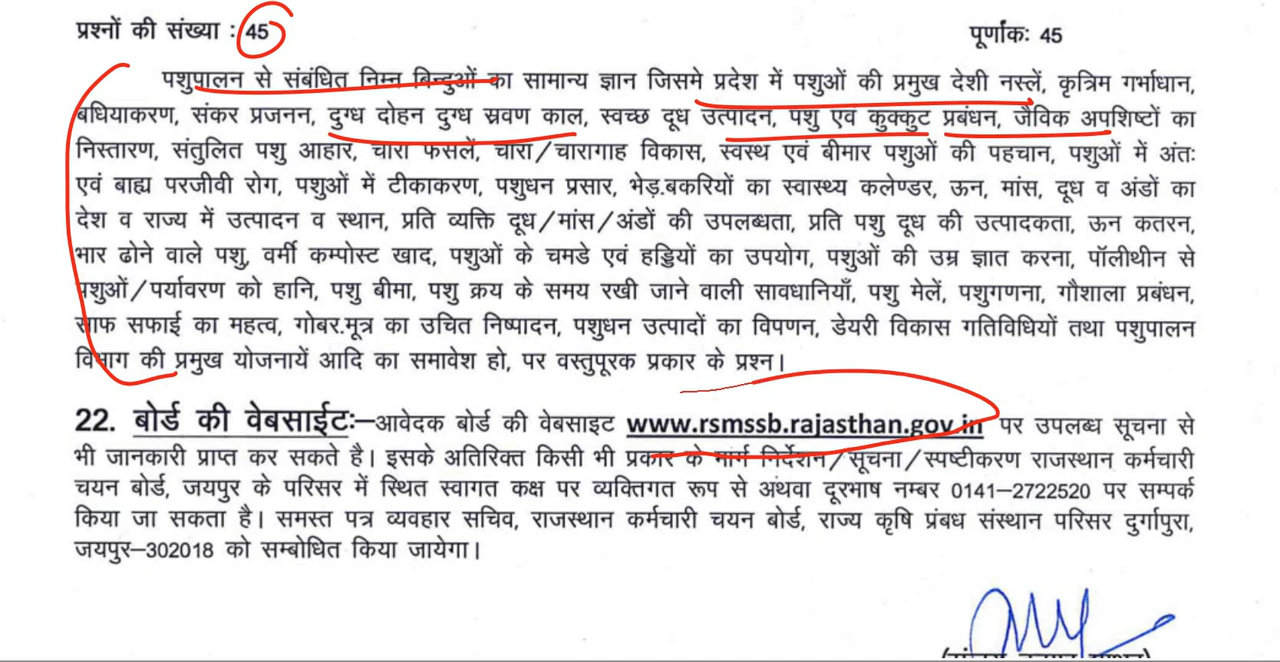 प्रश्नों की संख्या : 45 पूर्णांकः 45
पशुपालन से संबंधित निम्न बिन्दुओं का सामान्य ज्ञान जिसमे प्रदेश में पशुओं की प्रमुख देशी नस्लें, कृत्रिम गर्भाधान,
बधियाकरण, संकर प्रजनन, दुग्ध दोहन दुग्ध स्रवण काल, स्वच्छ दूध उत्पादन, पशु एव कुक्कुट प्रबंधन, जैविक अपशिष्टों का
निस्तारण, संतुलित पशु आहार, चारा फसलें, चारा/चारागाह विकास, स्वस्थ एवं बीमार पशुओं की पहचान, पशुओं में अंतः
एवं बाह्य परजीवी रोग, पशुओं में टीकाकरण, पशुधन प्रसार, भेड़.बकरियों का स्वास्थ्य कलेण्डर, ऊन, मांस, दूध व अंडों का
देश व राज्य में उत्पादन व स्थान, प्रति व्यक्ति दूध/मांस/अंडों की उपलब्धता, प्रति पशु दूध की उत्पादकता, ऊन कतरन,
भार ढोने वाले पशु, वर्मी कम्पोस्ट खाद, पशुओं के चमडे एवं हड्डियों का उपयोग, पशुओं की उम्र ज्ञात करना, पॉलीथीन से
पशुओं/पर्यावरण को हानि, पशु बीमा, पशु क्रय के समय रखी जाने वाली सावधानियाँ, पशु मेलें, पशुगणना, गौशाला प्रबंधन,
साफ सफाई का महत्व, गोबर.मूत्र का उचित निष्पादन, पशुधन उत्पादों का विपणन, डेयरी विकास गतिविधियों तथा पशुपालन
विभाग की प्रमुख योजनायें आदि का समावेश हो, पर वस्तुपूरक प्रकार के प्रश्न।
22. बोर्ड की वेबसाईटः–आवेदक बोर्ड की वेबसाइट www.rsmssb.rajasthan.gov.in पर उपलब्ध सूचना से
भी जानकारी प्राप्त कर सकते है। इसके अतिरिक्त किसी भी प्रकार के मार्ग निर्देशन/सूचना/स्पष्टीकरण राजस्थान कर्मचारी
चयन बोर्ड, जयपुर के परिसर में स्थित स्वागत कक्ष पर व्यक्तिगत रूप से अथवा दूरभाष नम्बर 0141–2722520 पर सम्पर्क
किया जा सकता है। समस्त पत्र व्यवहार सचिव, राजस्थान कर्मचारी चयन बोर्ड, राज्य कृषि प्रंबध संस्थान परिसर दुर्गापुरा,
जयपुर–302018 को सम्बोधित किया जायेगा।